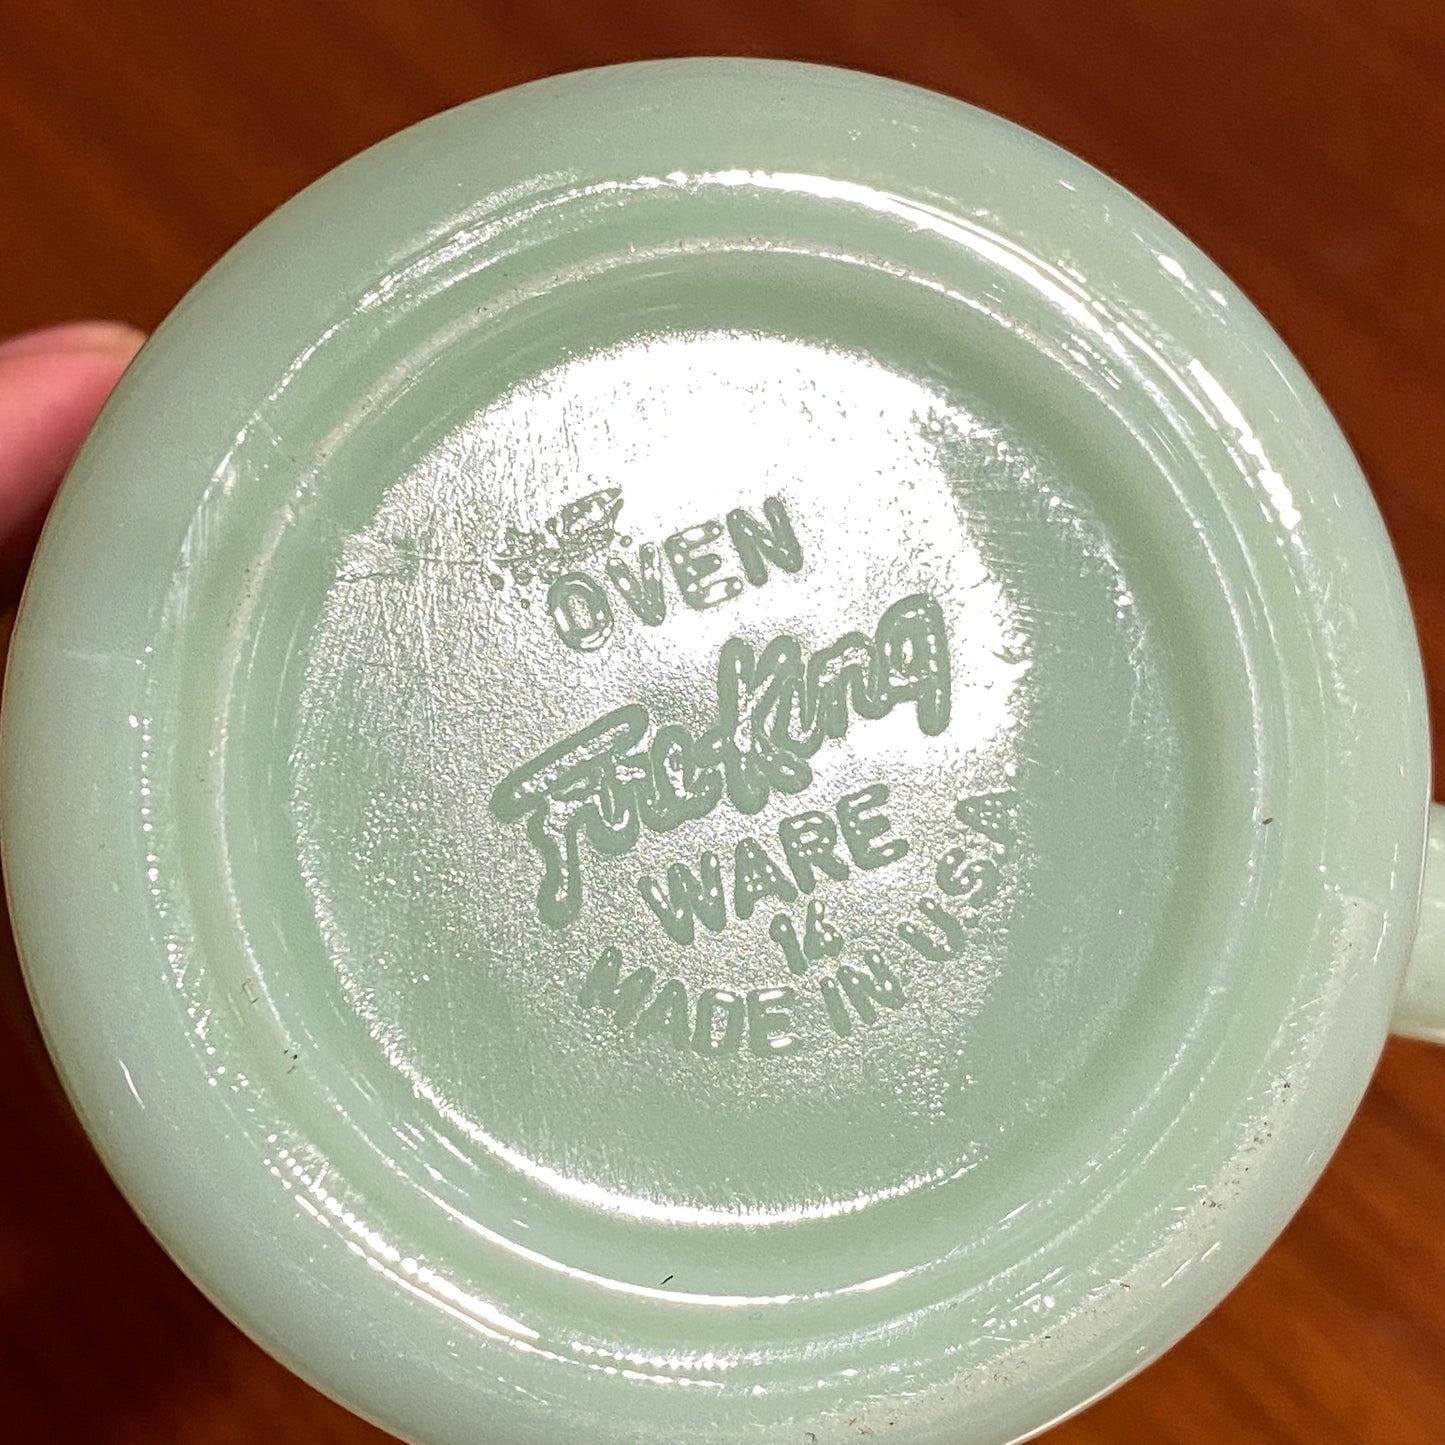 OVEN
Fire-King
WARE
14
MADE IN USA